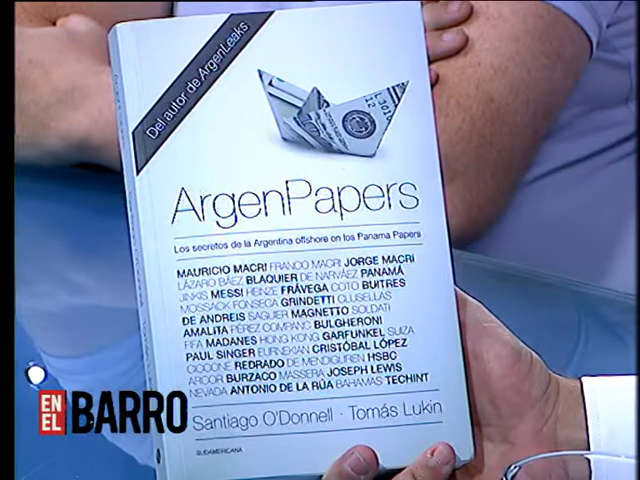 Del autor de ArgenLeaks
ArgenPapers
Los secretos de la Argentina offshore en los Panama Papers
MAURICIO MACRI FRANCO MACRI JORGE MACRI
LÁZARO BÁEZ BLAQUIER DE NARVÁEZ PANAMÁ
JINKIS MESSI HEINZE FRÁVEGA COTO BUITRES
MOSSACK FONSECA GRINDETTI CLUSELLAS
DE ANDREIS SAGUIER MAGNETTO SOLDATI
AMALITA PÉREZ COMPANC BULGHERONI
FIFA MADANES HONG KONG GARFUNKEL SUIZA
PAUL SINGER EURNEKIAN CRISTÓBAL LÓPEZ
CICCONE REDRADO DE MENDIGUREN HSBC
ARCOR BURZACO MASSERA JOSEPH LEWIS
NEVADA ANTONIO DE LA RÚA BAHAMAS TECHINT
Santiago O'Donnell · Tomás Lukin
SUDAMERICANA
EN EL BARRO